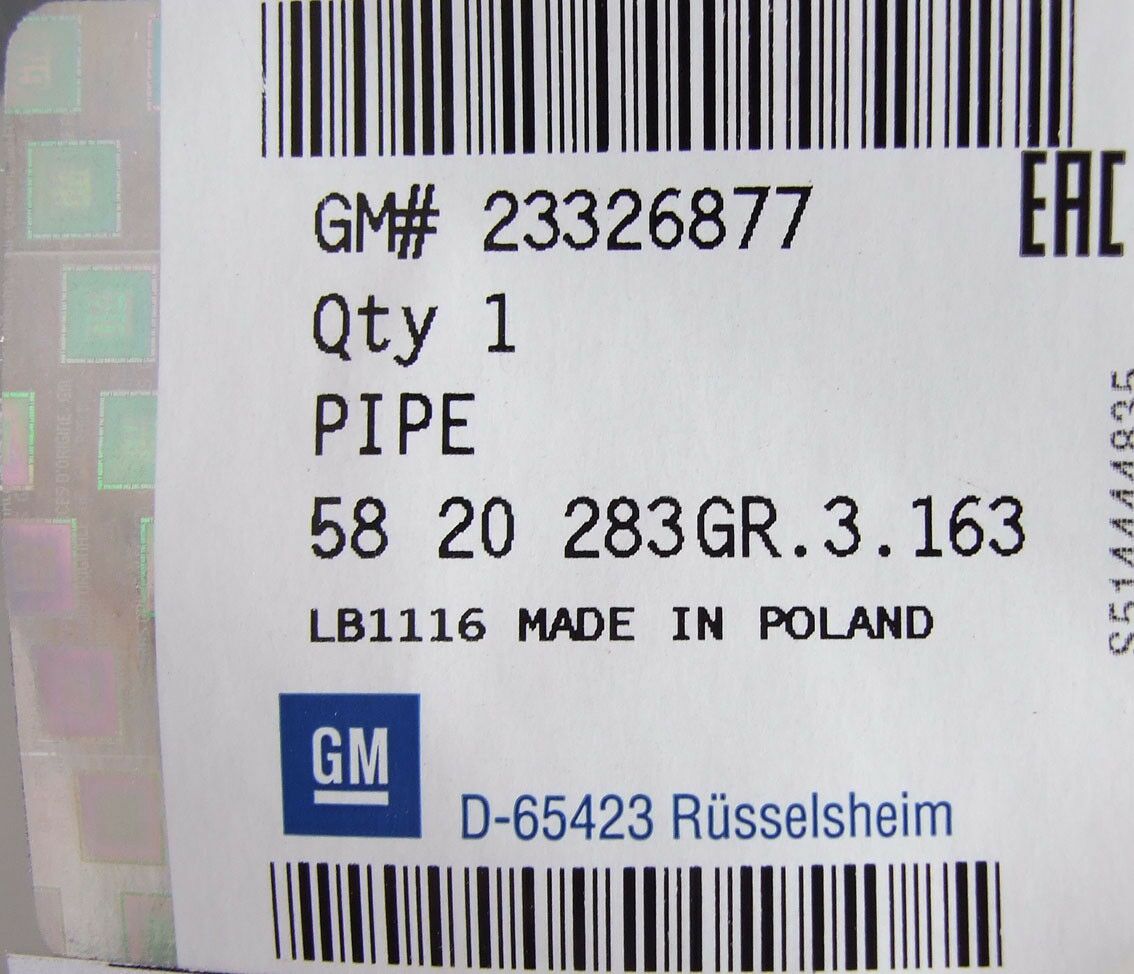 GM# 23326877
EAC
Qty 1
PIPE
58 20 283GR.3.163
LB1116 MADE IN POLAND
GM
D-65423 Rüsselsheim